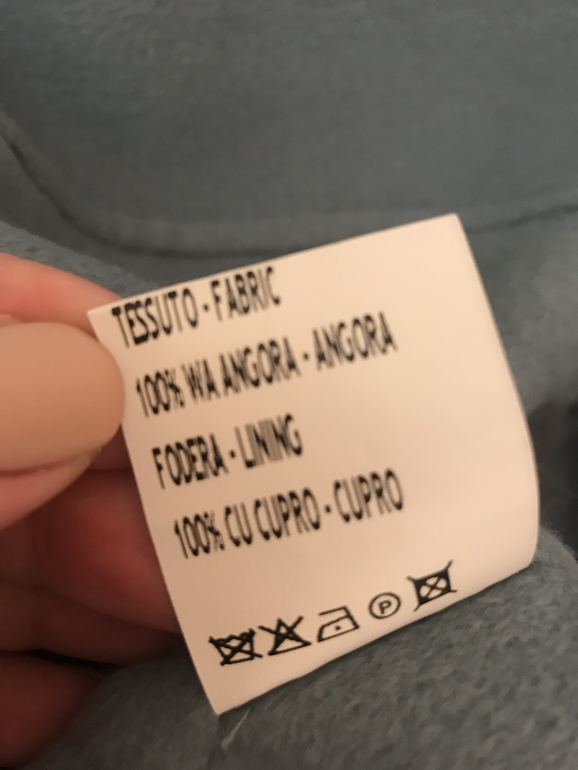 TESSUTO - FABRIC
100% WA ANGORA - ANGORA
FODERA - LINING
100% CU CUPRO - CUPRO
P